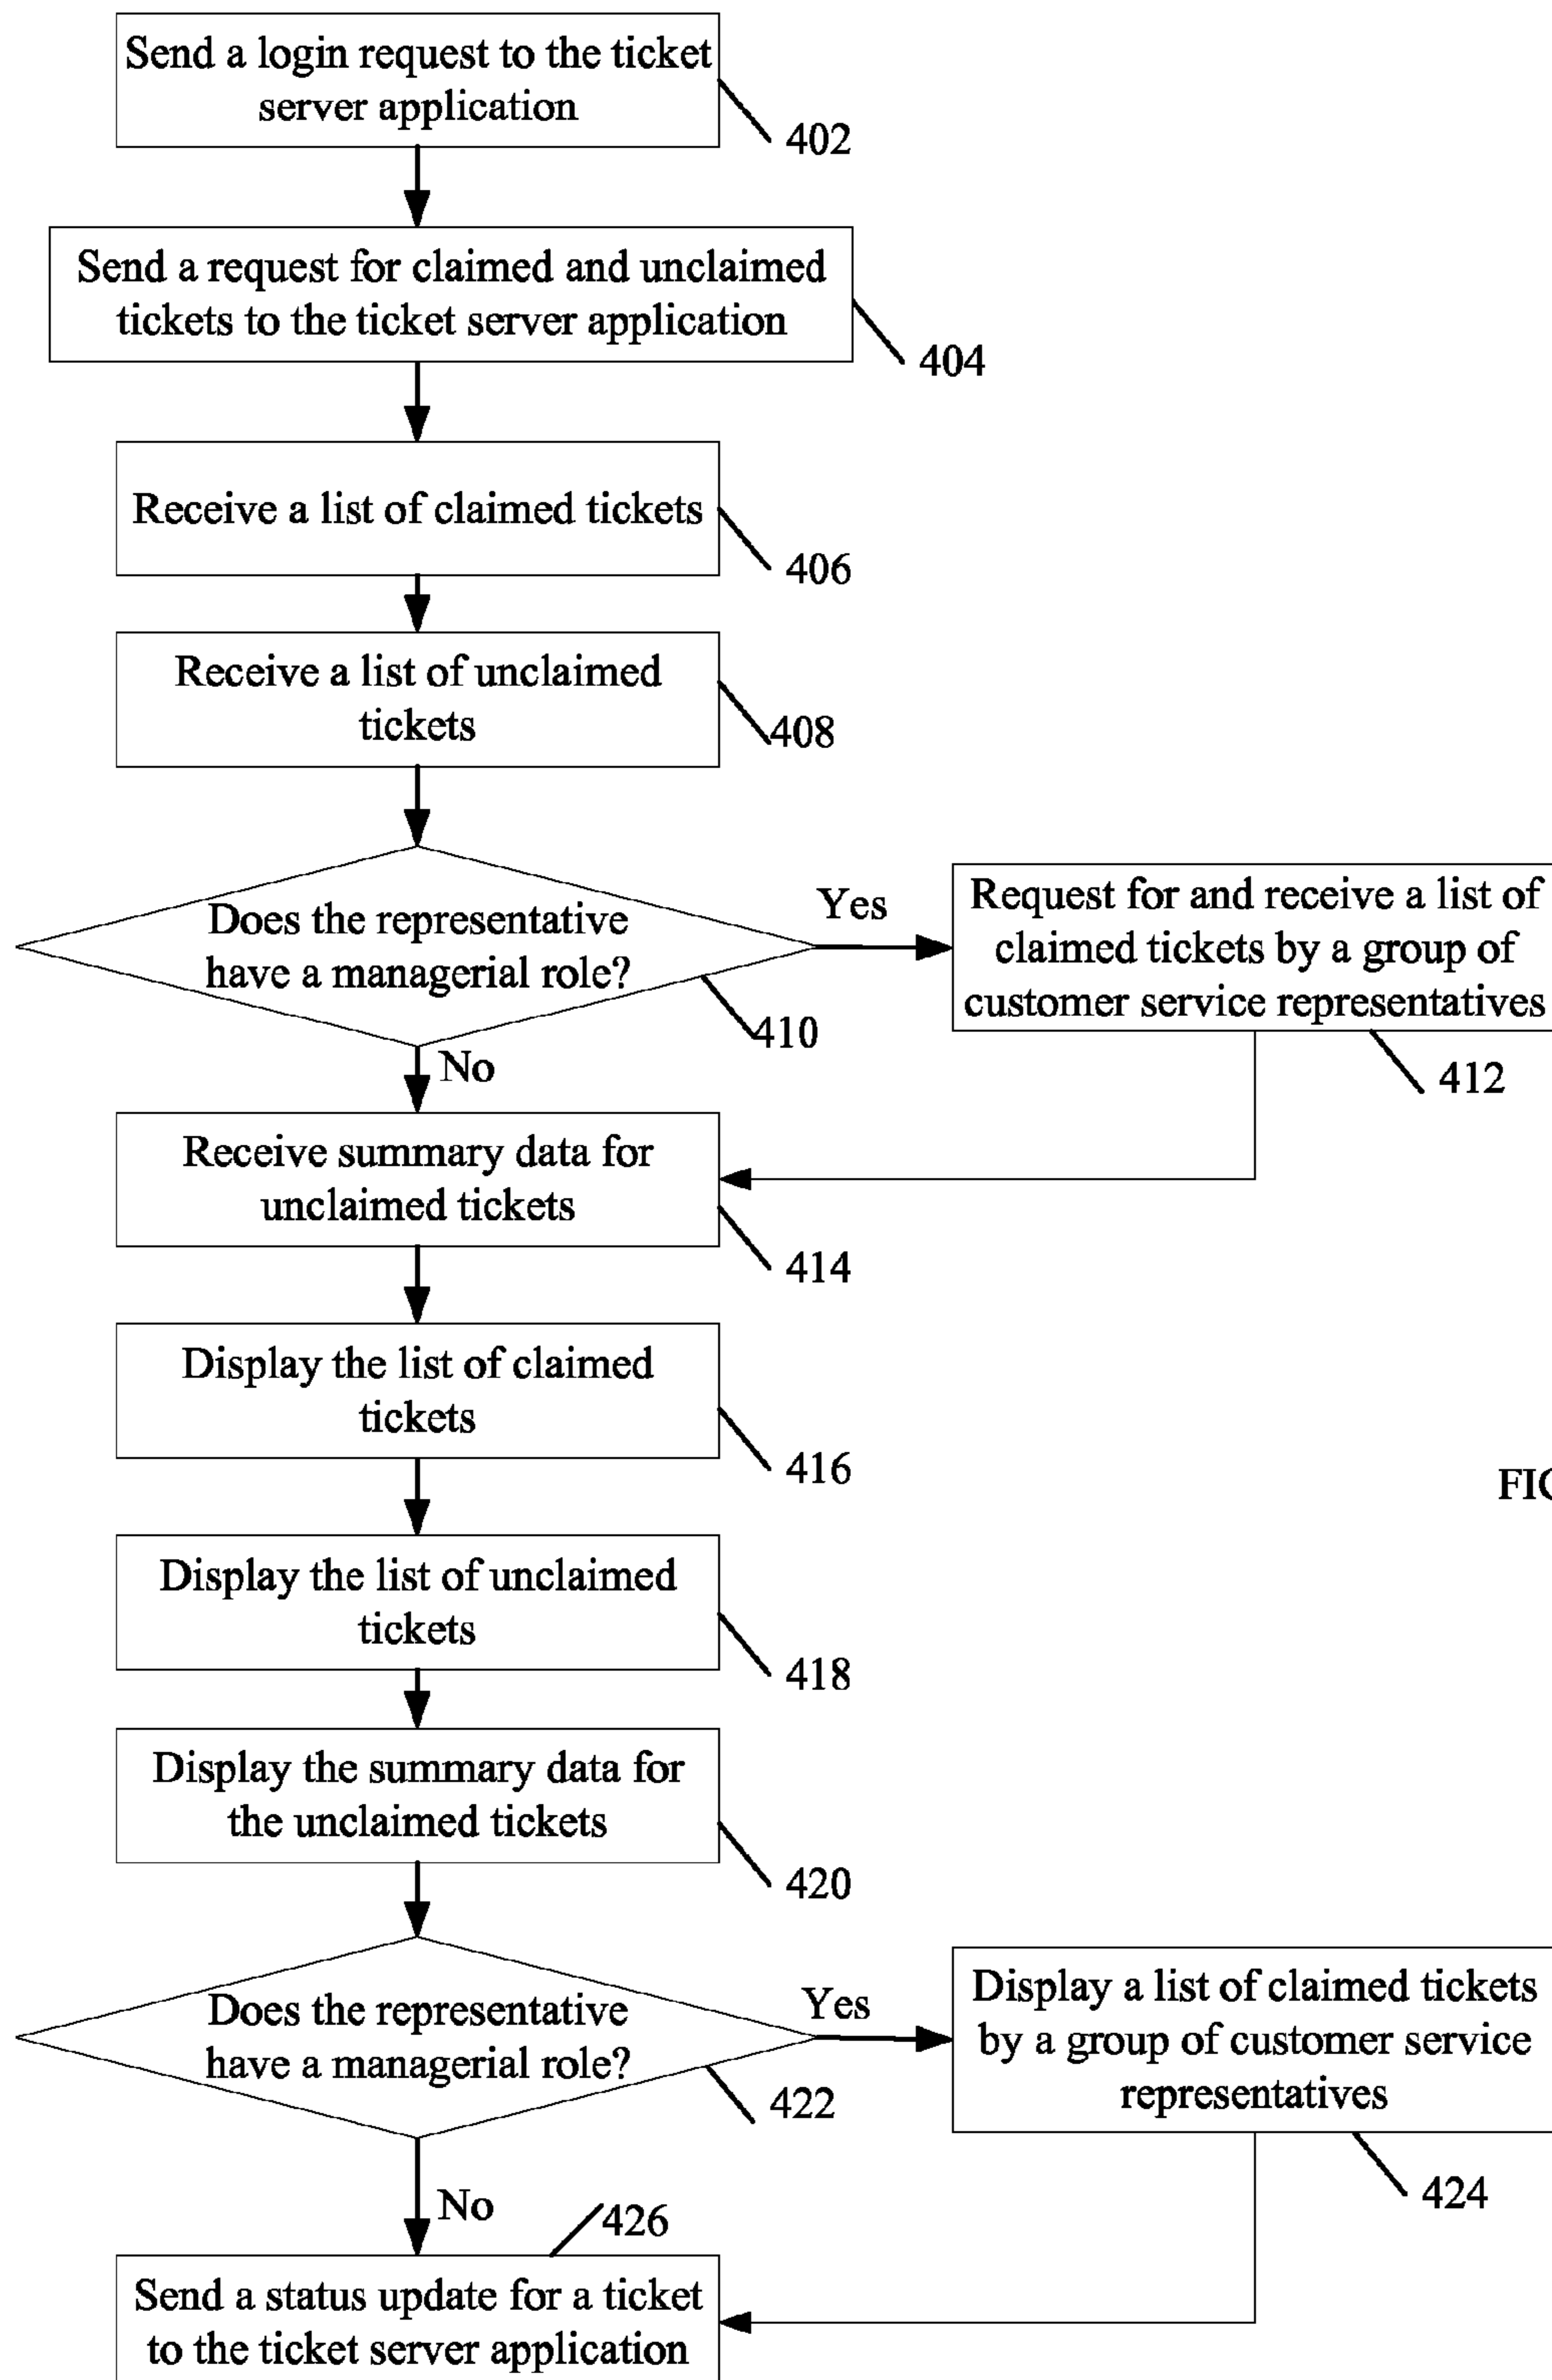 Send a login request to the ticket
server application
402
Send a request for claimed and unclaimed
tickets to the ticket server application
404
Receive a list of claimed tickets
406
Receive a list of unclaimed
tickets
408
Does the representative
have a managerial role?
410
Yes
Request for and receive a list of
claimed tickets by a group of
customer service representatives
412
No
Receive summary data for
unclaimed tickets
414
Display the list of claimed
tickets
416
Display the list of unclaimed
tickets
418
Display the summary data for
the unclaimed tickets
420
Does the representative
have a managerial role?
422
Yes
Display a list of claimed tickets
by a group of customer service
representatives
424
No
426
Send a status update for a ticket
to the ticket server application